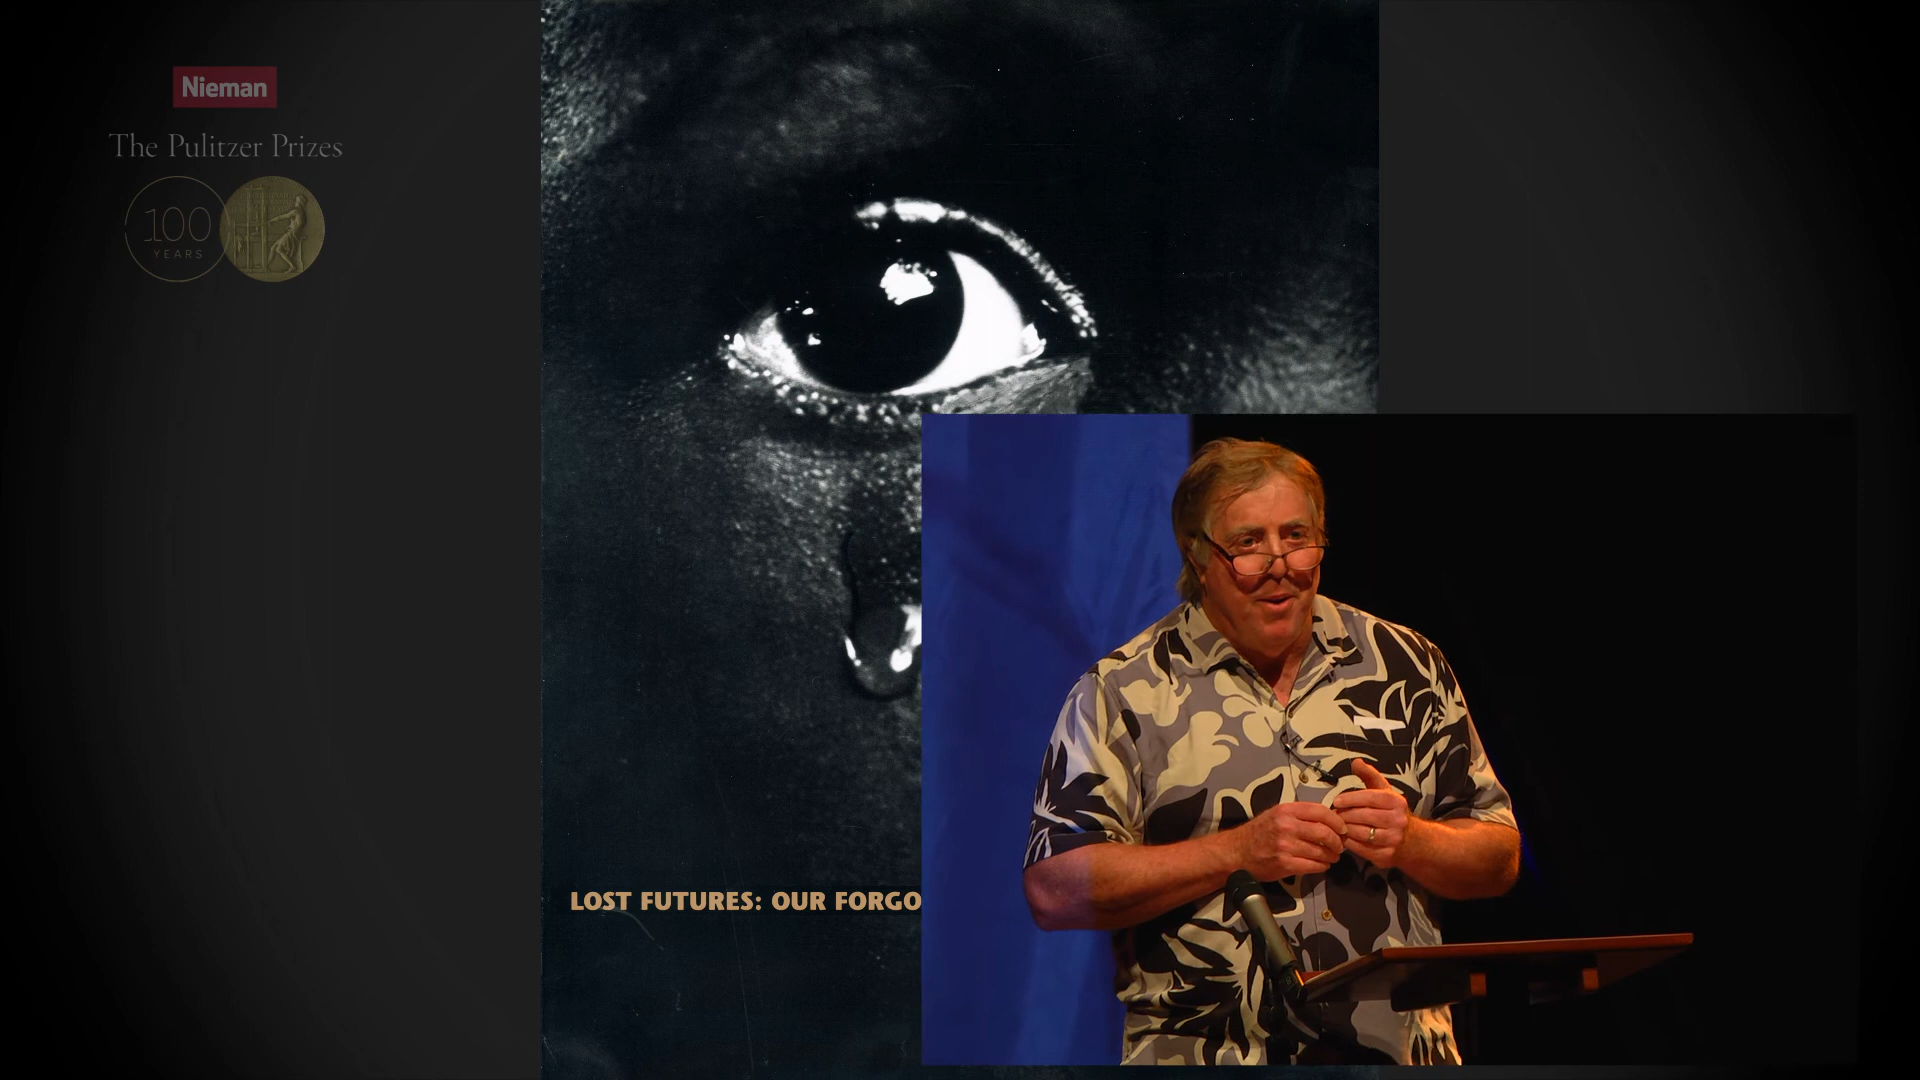 Nieman
The Pulitzer Prizes
100
YEARS
LOST FUTURES: OUR FORGO